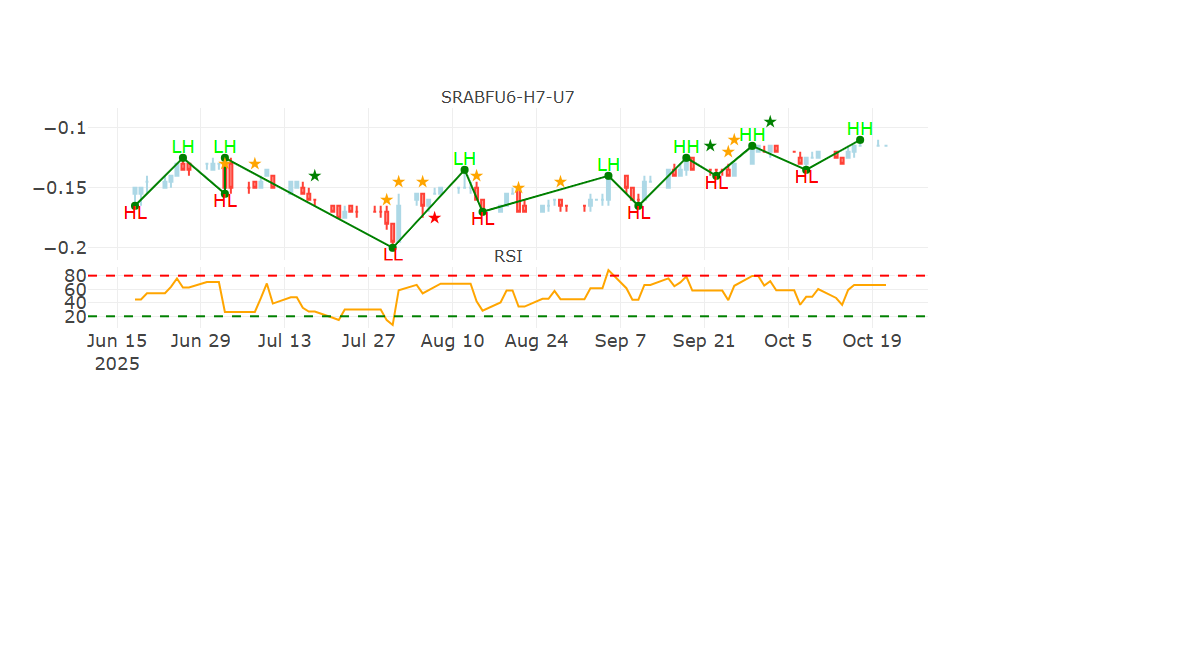 SRABFU6-H7-U7
−0.1
−0.15
−0.2
HL
LH
LH
HL
LL
LH
HL
LH
HL
HH
HL
HH
HL
HH
RSI
80
60
40
20
Jun 15
2025
Jun 29
Jul 13
Jul 27
Aug 10
Aug 24
Sep 7
Sep 21
Oct 5
Oct 19